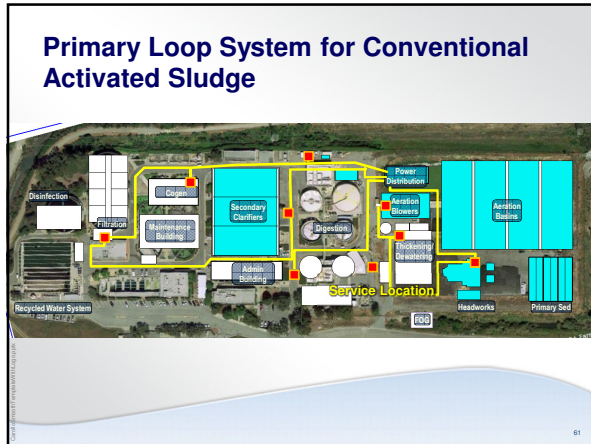 Primary Loop System for Conventional
Activated Sludge
Power
Distribution
Cogen
Disinfection
Secondary
Clarifiers
Aeration
Blowers
Aeration
Basins
Filtration
Maintenance
Building
Digestion
Thickening/
Dewatering
Admin
Building
Service Location
Recycled Water System
Headworks
Primary Sed
FOG
61